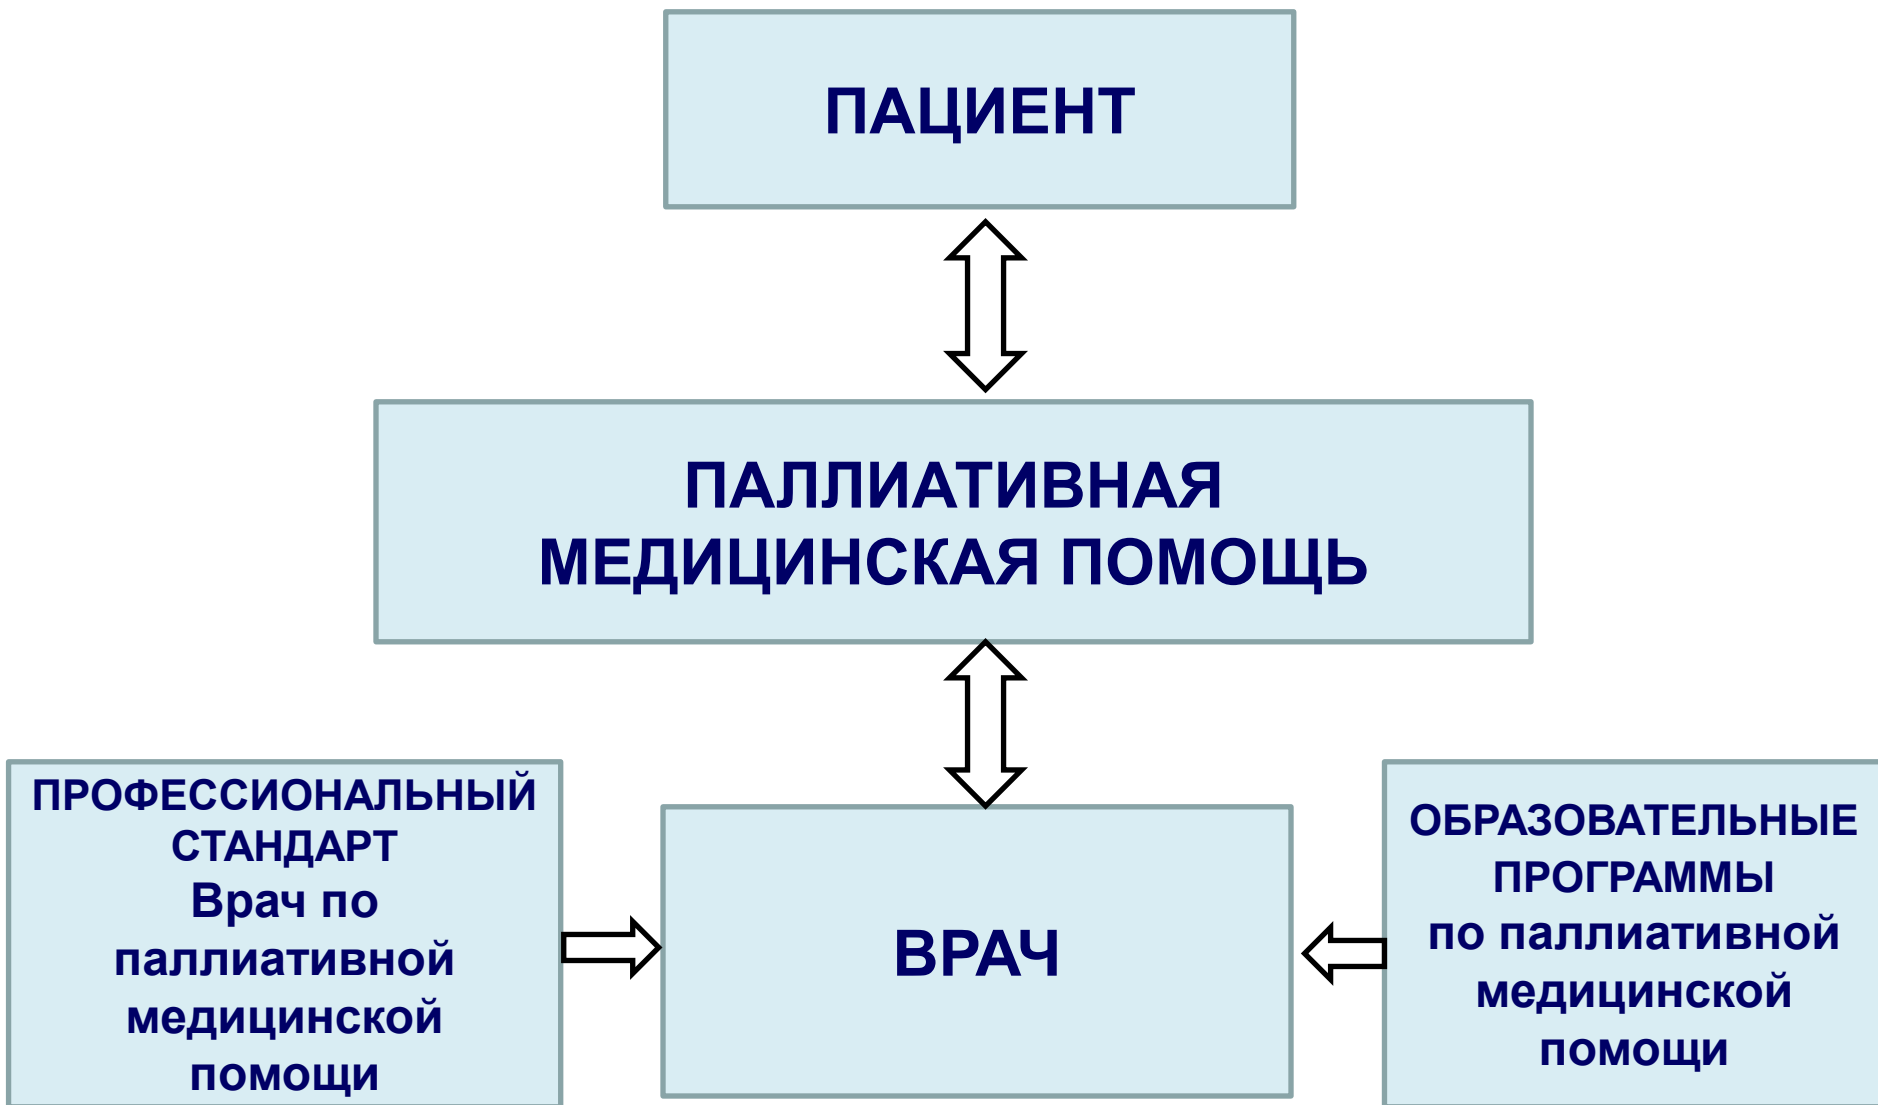 ПАЦИЕНТ
ПАЛЛИАТИВНАЯ
МЕДИЦИНСКАЯ ПОМОЩЬ
ПРОФЕССИОНАЛЬНЫЙ
СТАНДАРТ
Врач по
паллиативной
медицинской
помощи
ВРАЧ
ОБРАЗОВАТЕЛЬНЫЕ
ПРОГРАММЫ
по паллиативной
медицинской
помощи